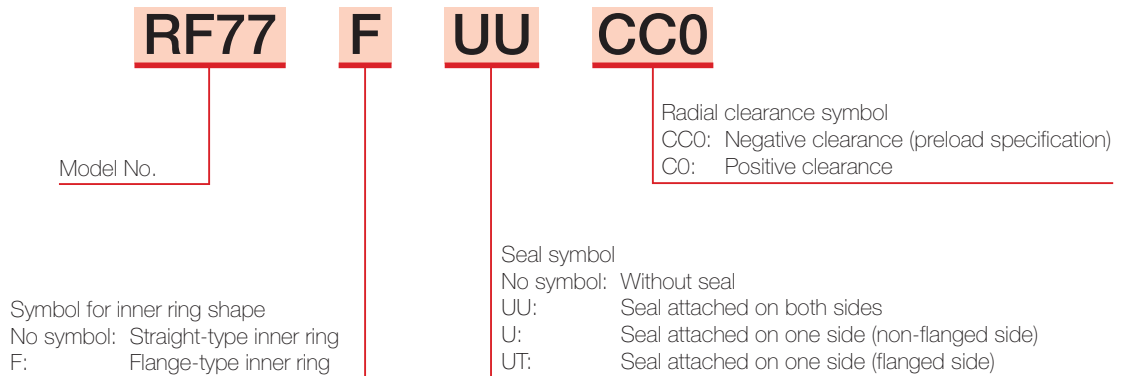 RF77 F UU CC0
Radial clearance symbol
CC0: Negative clearance (preload specification)
C0: Positive clearance
Model No.
Seal symbol
No symbol: Without seal
UU: Seal attached on both sides
U: Seal attached on one side (non-flanged side)
UT: Seal attached on one side (flanged side)
Symbol for inner ring shape
No symbol: Straight-type inner ring
F: Flange-type inner ring